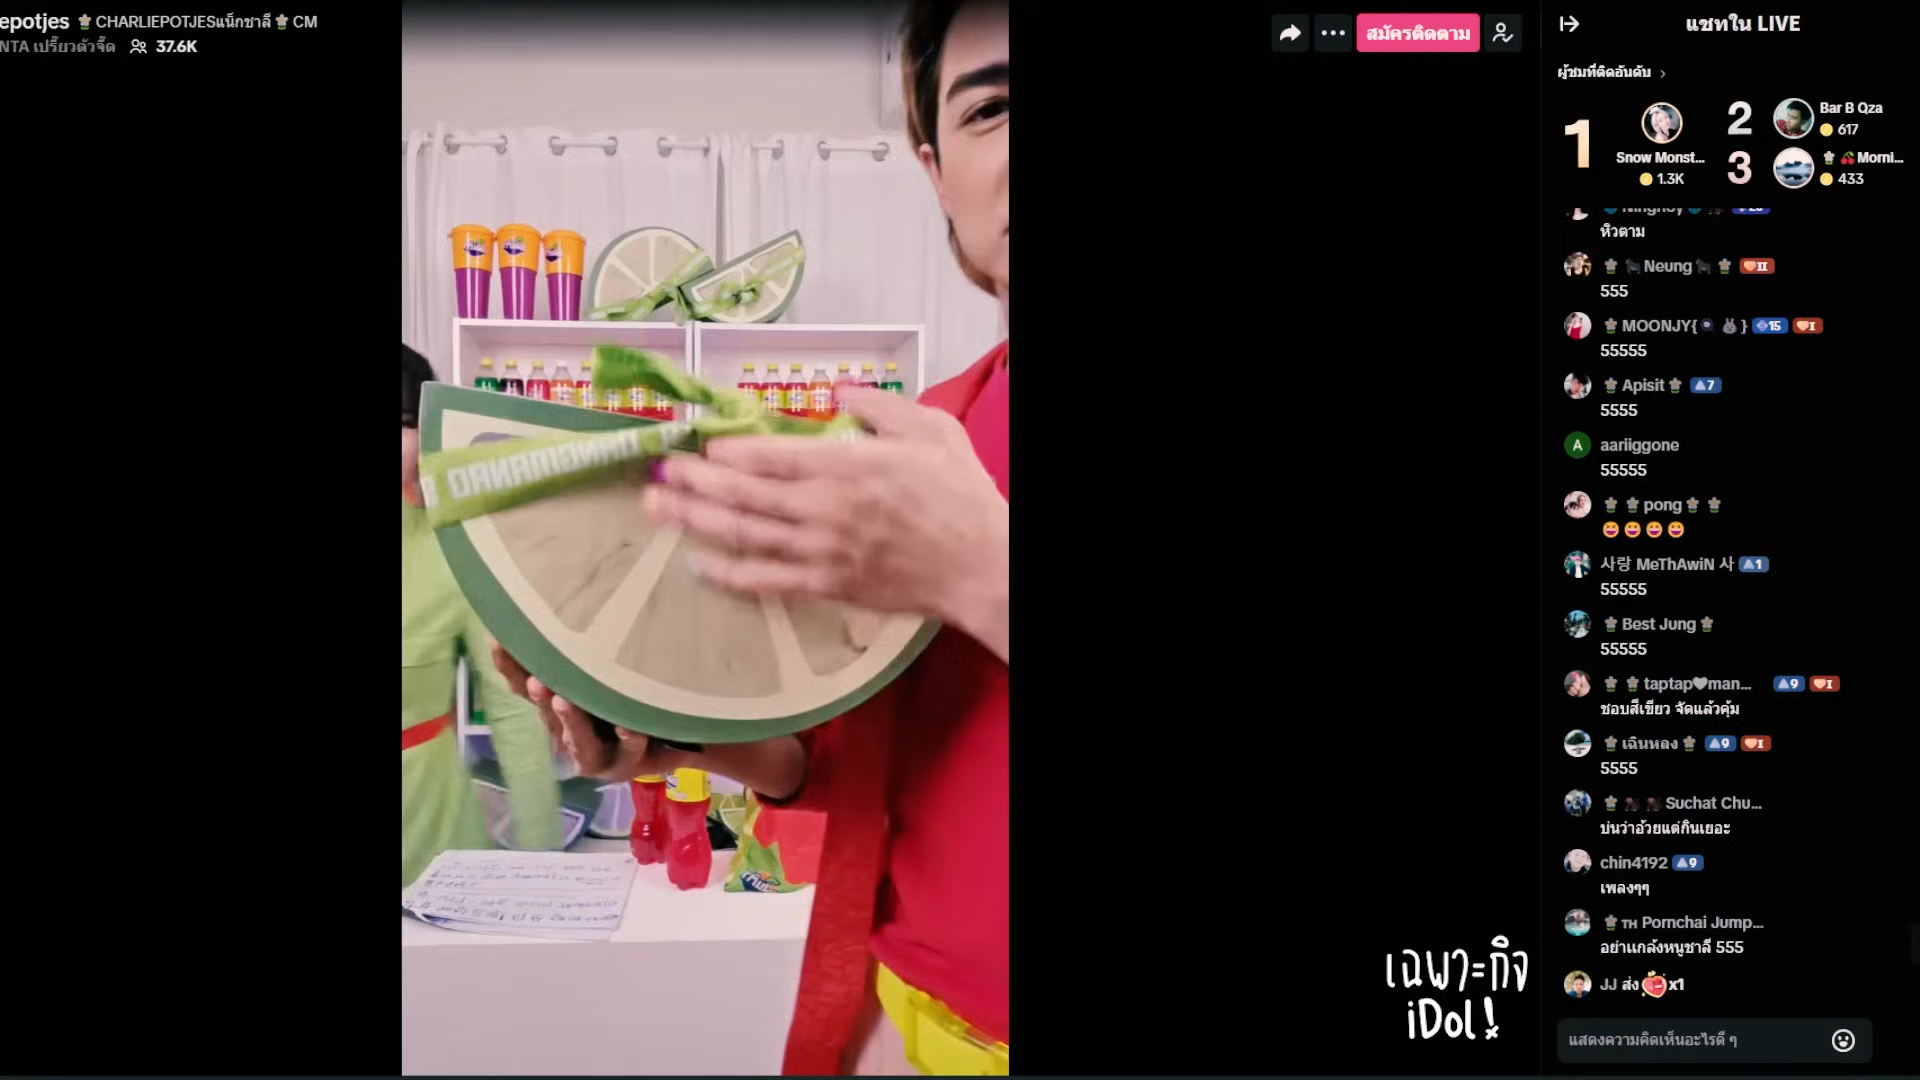 epotjes CHARLIEPOTJESแน็กชาลี CM
NTA เปรี้ยวตัวจี๊ด 37.6K
สมัครติดตาม
แชทใน LIVE
ผู้ชมที่ติดอันดับ
1
Snow Monst...
1.3K
2
Bar B Qza
617
3
Morni...
433
หิวตาม
Neung II
555
MOONJY{ } 15 I
55555
Apisit 7
5555
A aariiggone
55555
pong
사랑 MeThAwiN 사 1
55555
Best Jung
55555
taptap♥man... 9 I
ชอบสีเขียว จัดแล้วคุ้ม
เฉินหลง 9 I
5555
Suchat Chu...
บ่นว่าอ้วยแต่กินเยอะ
chin4192 9
เพลงๆๆ
TH Pornchai Jump...
อย่าแกล้งหนูชาลี 555
JJ ส่ง x1
แสดงความคิดเห็นอะไรดี ๆ
เฉพาะกิจ
iDol!